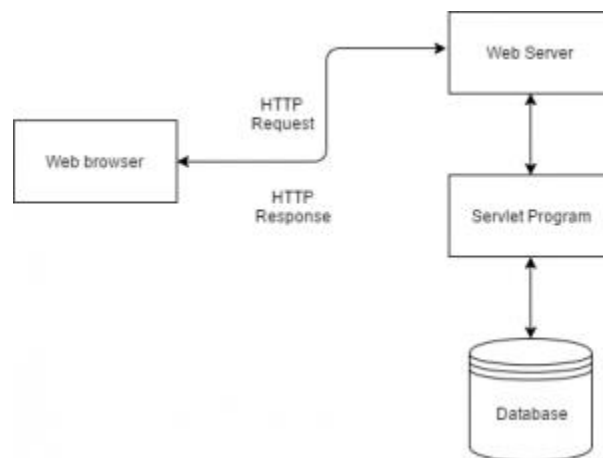 Web Server
HTTP
Request
Web browser
HTTP
Response
Servlet Program
Database